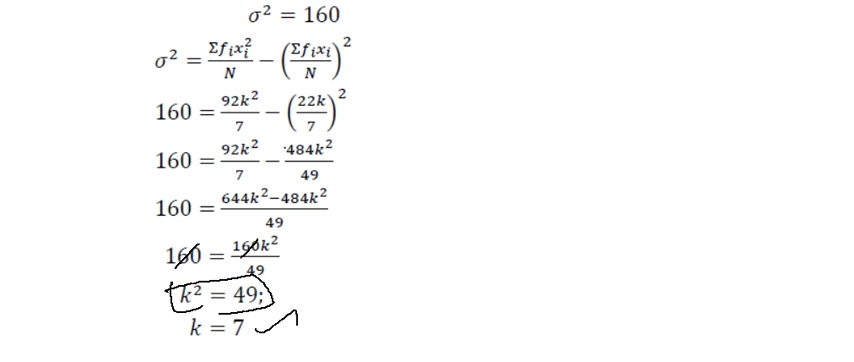 σ² = 160
σ² = Σfᵢxᵢ²/N − (Σfᵢxᵢ/N)²
160 = 92k²/7 − (22k/7)²
160 = 92k²/7 − 484k²/49
160 = 644k²−484k²/49
160 = 160k²/49
k² = 49;
k = 7